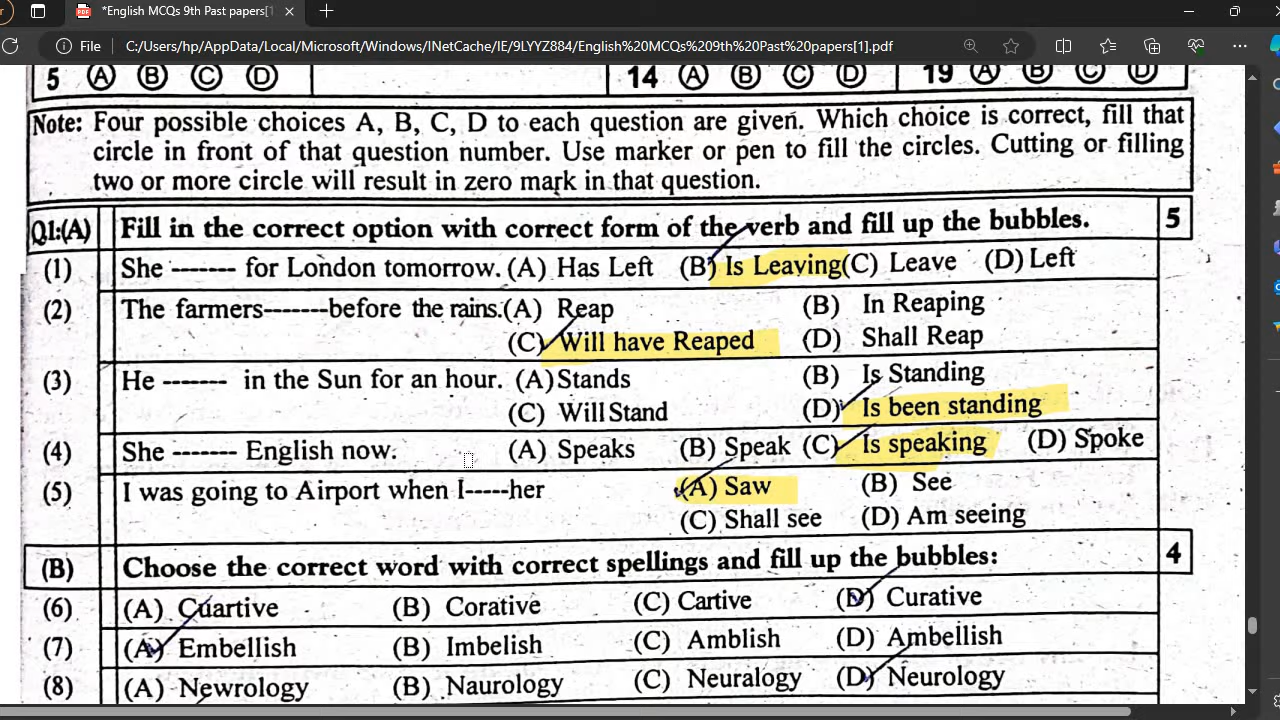 *English MCQs 9th Past papers[1]
File C:/Users/hp/AppData/Local/Microsoft/Windows/INetCache/IE/9LYYZ884/English%20MCQs%209th%20Past%20papers[1].pdf
5 A B C D 14 A B C D 19 A B C D
Note: Four possible choices A, B, C, D to each question are given. Which choice is correct, fill that
circle in front of that question number. Use marker or pen to fill the circles. Cutting or filling
two or more circle will result in zero mark in that question.
Q1:(A) Fill in the correct option with correct form of the verb and fill up the bubbles. 5
(1) She ------- for London tomorrow. (A) Has Left (B) Is Leaving (C) Leave (D) Left
(2) The farmers-------before the rains. (A) Reap (B) In Reaping
(C) Will have Reaped (D) Shall Reap
(3) He ------- in the Sun for an hour. (A) Stands (B) Is Standing
(C) Will Stand (D) Is been standing
(4) She ------- English now. (A) Speaks (B) Speak (C) Is speaking (D) Spoke
(5) I was going to Airport when I-----her (A) Saw (B) See
(C) Shall see (D) Am seeing
(B) Choose the correct word with correct spellings and fill up the bubbles: 4
(6) (A) Cuartive (B) Corative (C) Cartive (D) Curative
(7) (A) Embellish (B) Imbelish (C) Amblish (D) Ambellish
(8) (A) Newrology (B) Naurology (C) Neuralogy (D) Neurology